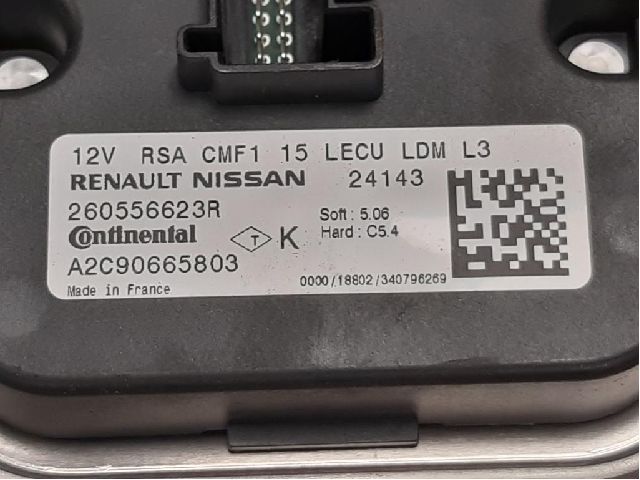 12V RSA CMF1 15 LECU LDM L3
RENAULT NISSAN 24143
260556623R
Soft : 5.06
Continental T K Hard : C5.4
A2C90665803
Made in France 0000/18802/340796269